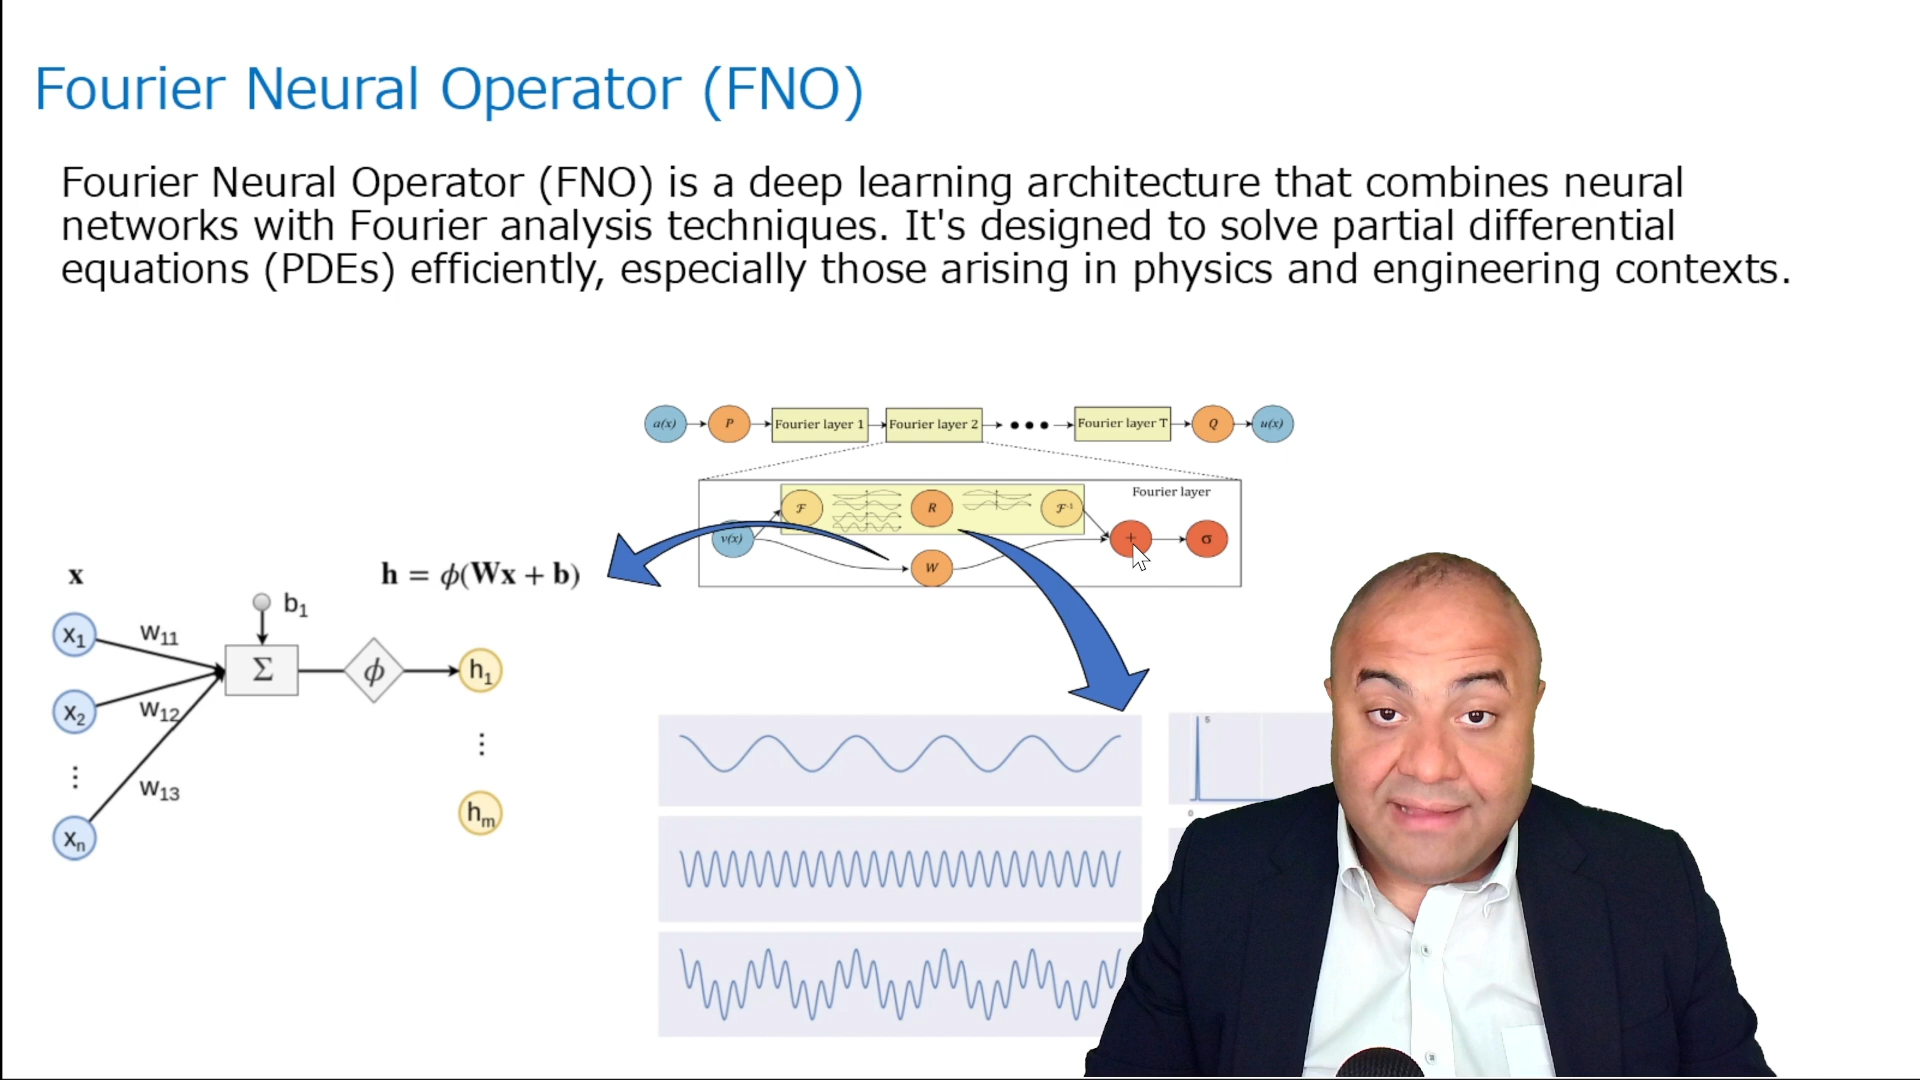 Fourier Neural Operator (FNO)
Fourier Neural Operator (FNO) is a deep learning architecture that combines neural
networks with Fourier analysis techniques. It's designed to solve partial differential
equations (PDEs) efficiently, especially those arising in physics and engineering contexts.
a(x) P Fourier layer 1 Fourier layer 2 Fourier layer T Q u(x)
Fourier layer
ℱ R ℱ⁻¹
v(x) + σ
W
x h = ϕ(Wx + b)
b₁
x₁ w₁₁
Σ ϕ h₁
x₂ w₁₂
⋮ ⋮
w₁₃
xₙ hₘ
5
0